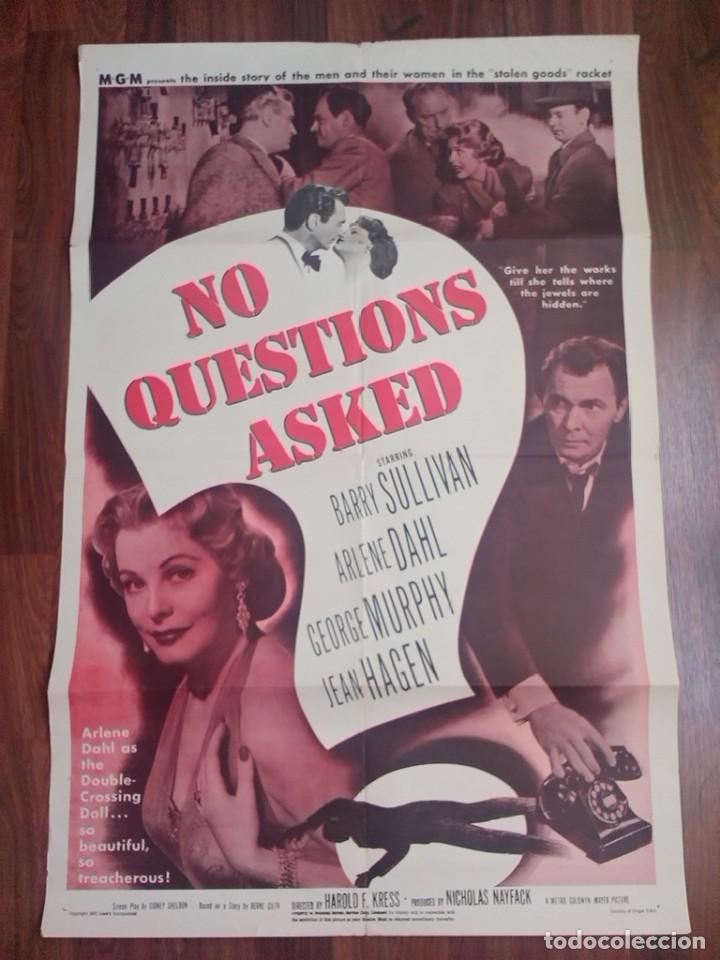 M-G-M presents the inside story of the men and their women in the "stolen goods" racket
"Give her the works
till she tells where
the jewels are
hidden."
NO
QUESTIONS
ASKED
STARRING
BARRY SULLIVAN
ARLENE DAHL
GEORGE MURPHY
JEAN HAGEN
Arlene
Dahl as
the
Double-
Crossing
Doll...
so
beautiful,
so
treacherous!
Screen Play by SIDNEY SHELDON Based on a Story by BERNE GILER DIRECTED BY HAROLD F. KRESS PRODUCED BY NICHOLAS NAYFACK A METRO-GOLDWYN-MAYER PICTURE
todocoleccion